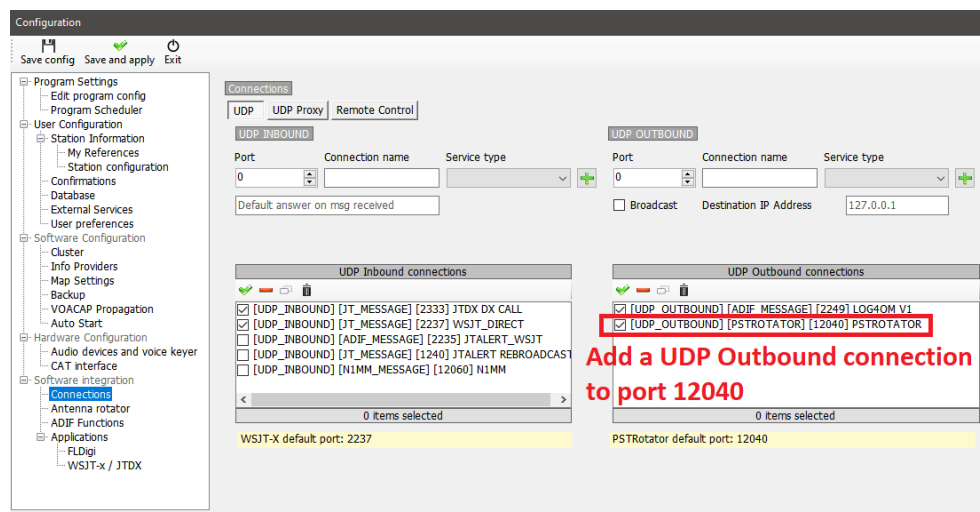 Configuration
Save config Save and apply Exit
Program Settings
Edit program config
Program Scheduler
User Configuration
Station Information
My References
Station configuration
Confirmations
Database
External Services
User preferences
Software Configuration
Cluster
Info Providers
Map Settings
Backup
VOACAP Propagation
Auto Start
Hardware Configuration
Audio devices and voice keyer
CAT interface
Software integration
Connections
Antenna rotator
ADIF Functions
Applications
FLDigi
WSJT-x / JTDX
Connections
UDP UDP Proxy Remote Control
UDP INBOUND
Port Connection name Service type
0
Default answer on msg received
UDP Inbound connections
[UDP_INBOUND] [JT_MESSAGE] [2333] JTDX DX CALL
[UDP_INBOUND] [JT_MESSAGE] [2237] WSJT_DIRECT
[UDP_INBOUND] [ADIF_MESSAGE] [2235] JTALERT_WSJT
[UDP_INBOUND] [JT_MESSAGE] [1240] JTALERT REBROADCAST
[UDP_INBOUND] [N1MM_MESSAGE] [12060] N1MM
0 items selected
WSJT-X default port: 2237
UDP OUTBOUND
Port Connection name Service type
0
Broadcast Destination IP Address 127.0.0.1
UDP Outbound connections
[UDP_OUTBOUND] [ADIF_MESSAGE] [2249] LOG4OM V1
[UDP_OUTBOUND] [PSTROTATOR] [12040] PSTROTATOR
Add a UDP Outbound connection
to port 12040
0 items selected
PSTRotator default port: 12040